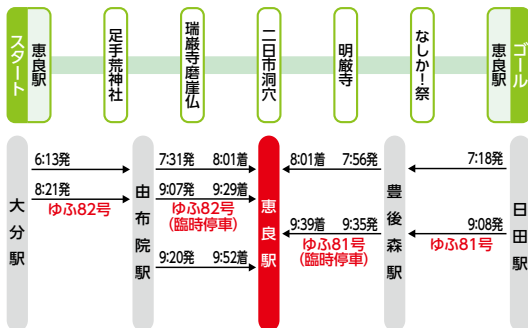 スタート
恵良駅
足手荒神社
瑞巌寺磨崖仏
二日市洞穴
明厳寺
なしか！祭
恵良駅
ゴール
大分駅
6:13発
8:21発
ゆふ82号
由布院駅
7:31発 8:01着
9:07発 9:29着
ゆふ82号
(臨時停車)
9:20発 9:52着
恵良駅
8:01着 7:56発
9:39着 9:35発
ゆふ81号
(臨時停車)
豊後森駅
7:18発
9:08発
ゆふ81号
日田駅